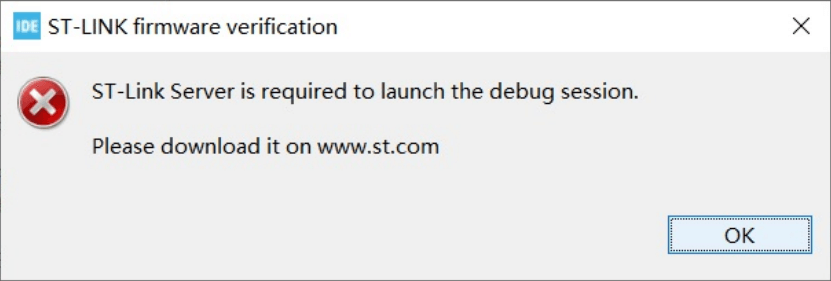 IDE ST-LINK firmware verification
ST-Link Server is required to launch the debug session.
Please download it on www.st.com
OK